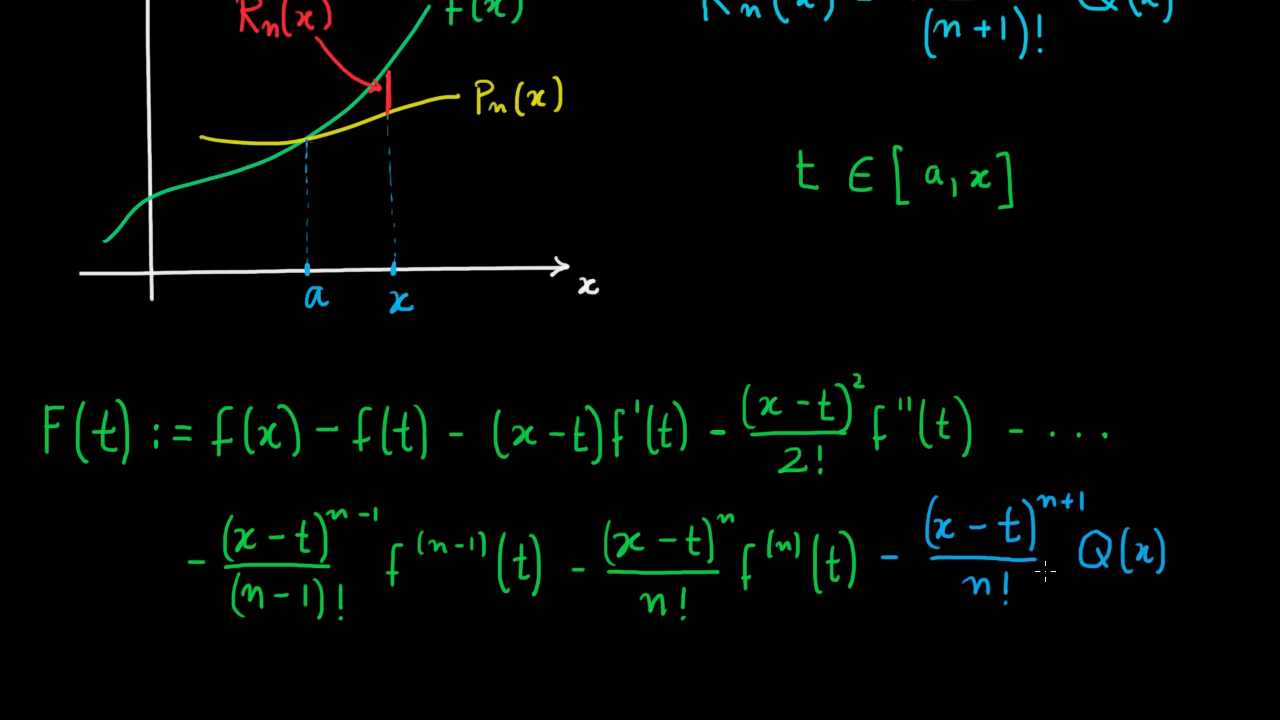 Rn(x)
f(x)
Pn(x)
a
x
x
(n+1)!
t ∈ [a, x]
F(t) := f(x) - f(t) - (x-t)f'(t) - (x-t)^2/2! f''(t) - ...
- (x-t)^{n-1}/(n-1)! f^{(n-1)}(t) - (x-t)^n/n! f^{(n)}(t) - (x-t)^{n+1}/n! Q(x)